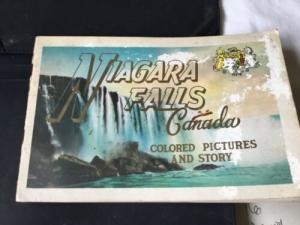 NIAGARA
FALLS
Canada
COLORED PICTURES
AND STORY